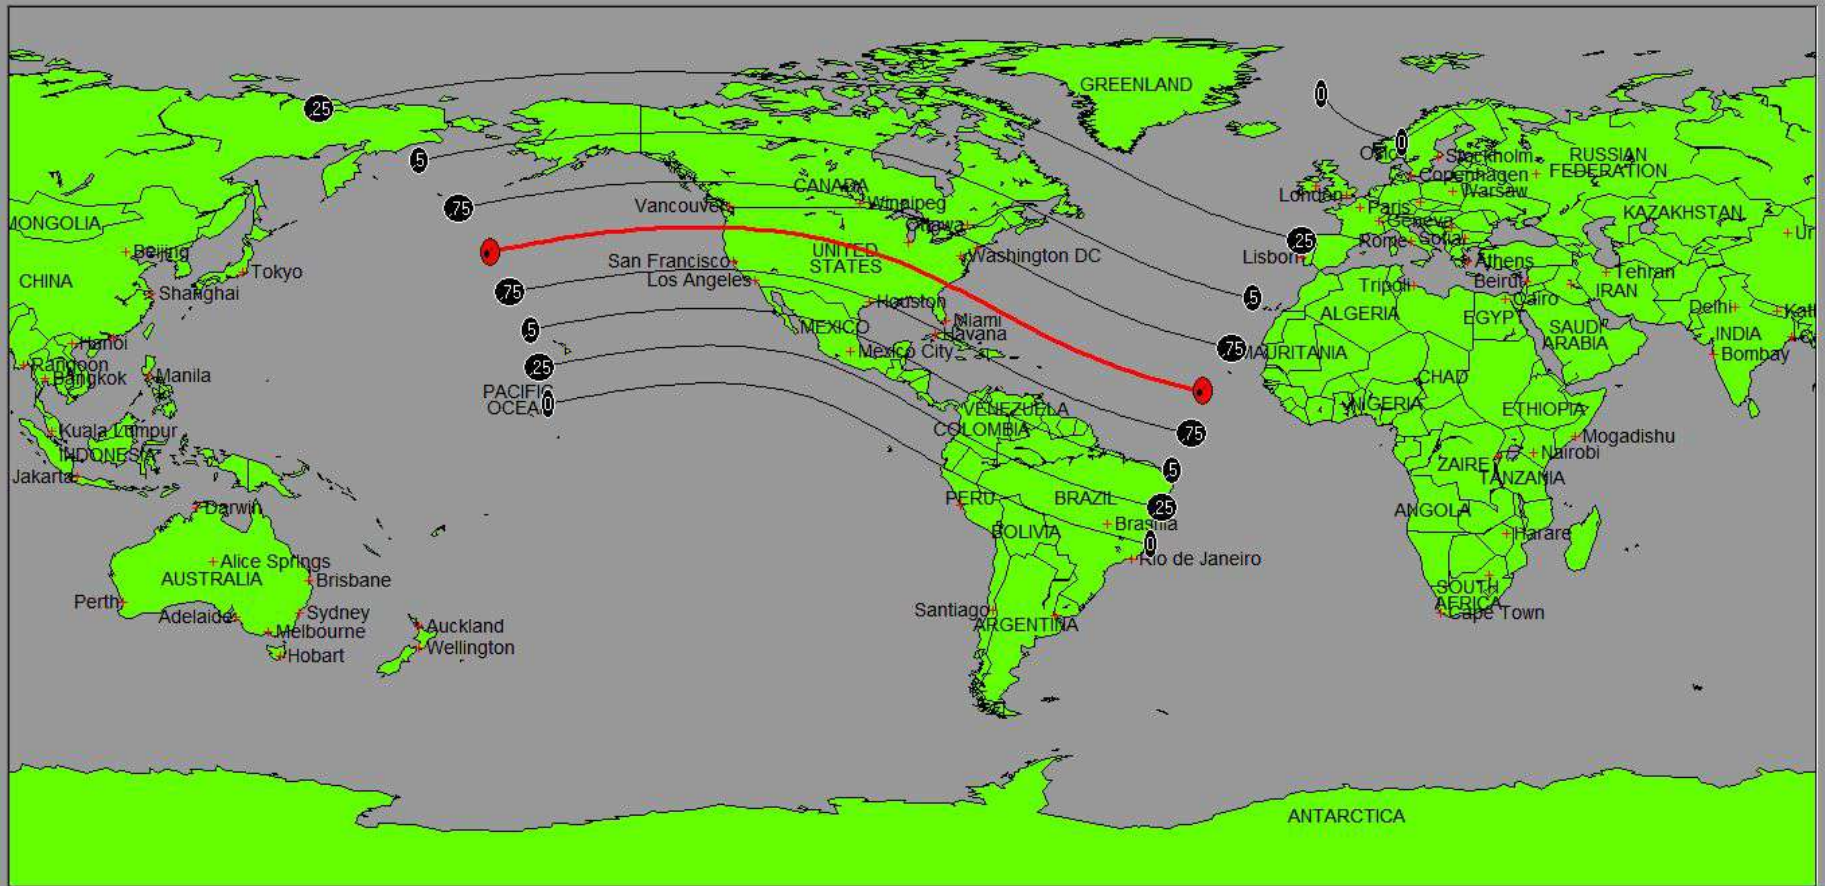 GREENLAND
.25
0
0
Oslo
Stockholm
RUSSIAN
FEDERATION
.5
Copenhagen
CANADA
London
Warsaw
.75
Vancouver
Winnipeg
Paris
KAZAKHSTAN
MONGOLIA
Ottawa
Geneva
Ur
.25
Rome
Sofia
Beijing
UNITED
STATES
Washington DC
Lisbon
San Francisco
Athens
Tokyo
Tehran
CHINA
Los Angeles
Tripoli
Beirut
IRAN
Shanghai
.75
Houston
.5
Cairo
Delhi
Kat
Miami
ALGERIA
EGYPT
SAUDI
ARABIA
INDIA
.5
MEXICO
Havana
Hanoi
Mexico City
.75
MAURITANIA
Bombay
C
Rangoon
.25
Bangkok
Manila
CHAD
PACIFIC
OCEA
0
VENEZUELA
NIGERIA
ETHIOPIA
COLOMBIA
.75
Kuala Lumpur
Mogadishu
INDONESIA
Nairobi
ZAIRE
.5
Jakarta
TANZANIA
PERU
BRAZIL
.25
Darwin
ANGOLA
Brasilia
BOLIVIA
Harare
0
Rio de Janeiro
Alice Springs
AUSTRALIA
Brisbane
SOUTH
AFRICA
Perth
Santiago
Cape Town
Adelaide
Sydney
ARGENTINA
Auckland
Melbourne
Wellington
Hobart
ANTARCTICA